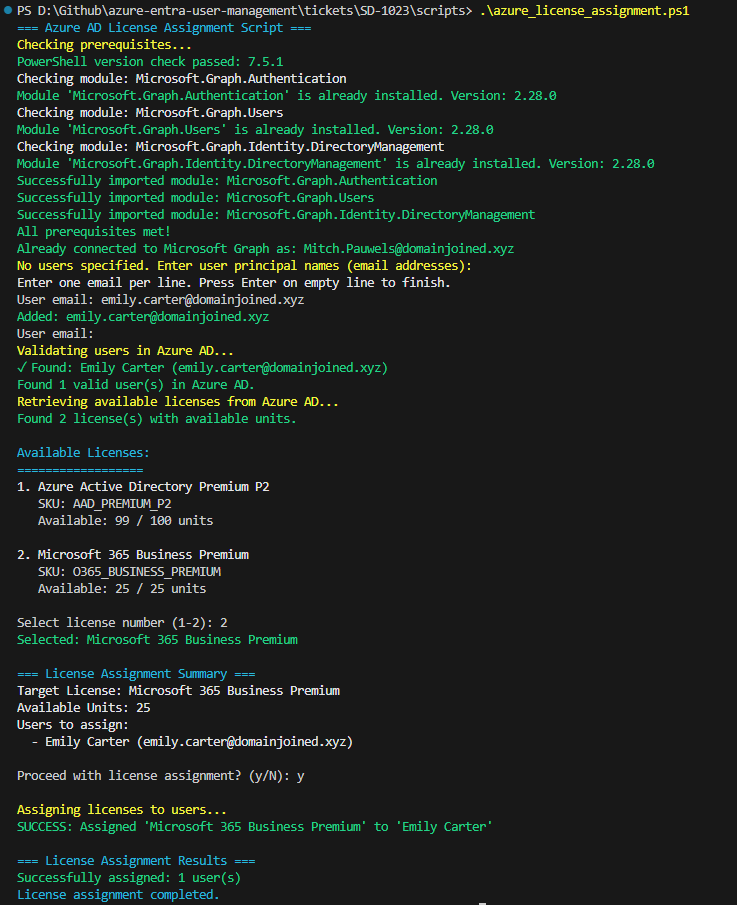 PS D:\Github\azure-entra-user-management\tickets\SD-1023\scripts> .\azure_license_assignment.ps1
=== Azure AD License Assignment Script ===
Checking prerequisites...
PowerShell version check passed: 7.5.1
Checking module: Microsoft.Graph.Authentication
Module 'Microsoft.Graph.Authentication' is already installed. Version: 2.28.0
Checking module: Microsoft.Graph.Users
Module 'Microsoft.Graph.Users' is already installed. Version: 2.28.0
Checking module: Microsoft.Graph.Identity.DirectoryManagement
Module 'Microsoft.Graph.Identity.DirectoryManagement' is already installed. Version: 2.28.0
Successfully imported module: Microsoft.Graph.Authentication
Successfully imported module: Microsoft.Graph.Users
Successfully imported module: Microsoft.Graph.Identity.DirectoryManagement
All prerequisites met!
Already connected to Microsoft Graph as: Mitch.Pauwels@domainjoined.xyz
No users specified. Enter user principal names (email addresses):
Enter one email per line. Press Enter on empty line to finish.
User email: emily.carter@domainjoined.xyz
Added: emily.carter@domainjoined.xyz
User email:
Validating users in Azure AD...
✓ Found: Emily Carter (emily.carter@domainjoined.xyz)
Found 1 valid user(s) in Azure AD.
Retrieving available licenses from Azure AD...
Found 2 license(s) with available units.
Available Licenses:
==================
1. Azure Active Directory Premium P2
SKU: AAD_PREMIUM_P2
Available: 99 / 100 units
2. Microsoft 365 Business Premium
SKU: O365_BUSINESS_PREMIUM
Available: 25 / 25 units
Select license number (1-2): 2
Selected: Microsoft 365 Business Premium
=== License Assignment Summary ===
Target License: Microsoft 365 Business Premium
Available Units: 25
Users to assign:
- Emily Carter (emily.carter@domainjoined.xyz)
Proceed with license assignment? (y/N): y
Assigning licenses to users...
SUCCESS: Assigned 'Microsoft 365 Business Premium' to 'Emily Carter'
=== License Assignment Results ===
Successfully assigned: 1 user(s)
License assignment completed.